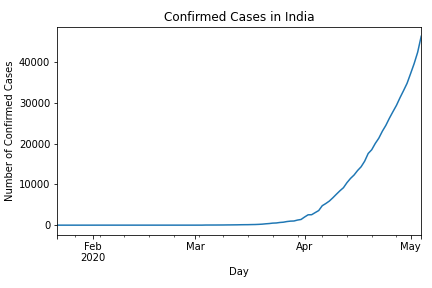 Confirmed Cases in India
Number of Confirmed Cases
40000
30000
20000
10000
0
Feb
2020
Mar
Apr
May
Day